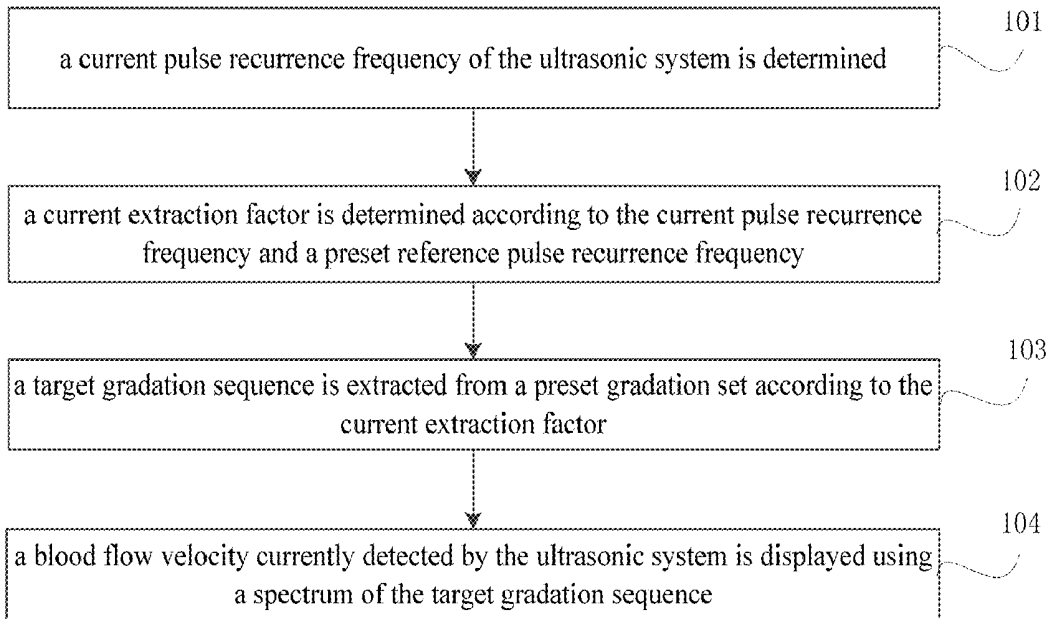 101
a current pulse recurrence frequency of the ultrasonic system is determined
102
a current extraction factor is determined according to the current pulse recurrence
frequency and a preset reference pulse recurrence frequency
103
a target gradation sequence is extracted from a preset gradation set according to the
current extraction factor
104
a blood flow velocity currently detected by the ultrasonic system is displayed using
a spectrum of the target gradation sequence